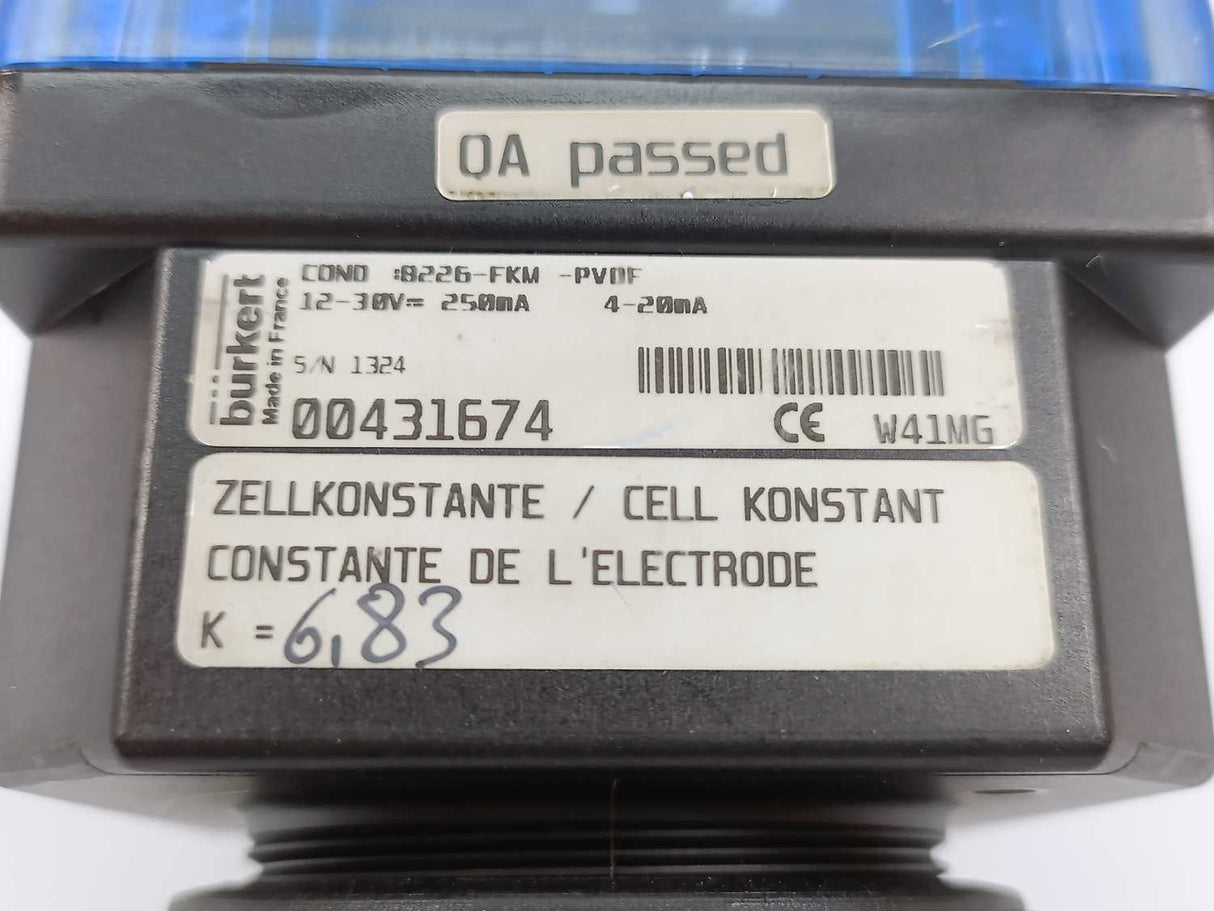 QA passed
bürkert
Made in France
COND :8226-FKM -PVDF
12-30V⎓ 250mA 4-20mA
S/N 1324
00431674
CE W41MG
ZELLKONSTANTE / CELL KONSTANT
CONSTANTE DE L'ELECTRODE
K = 6,83